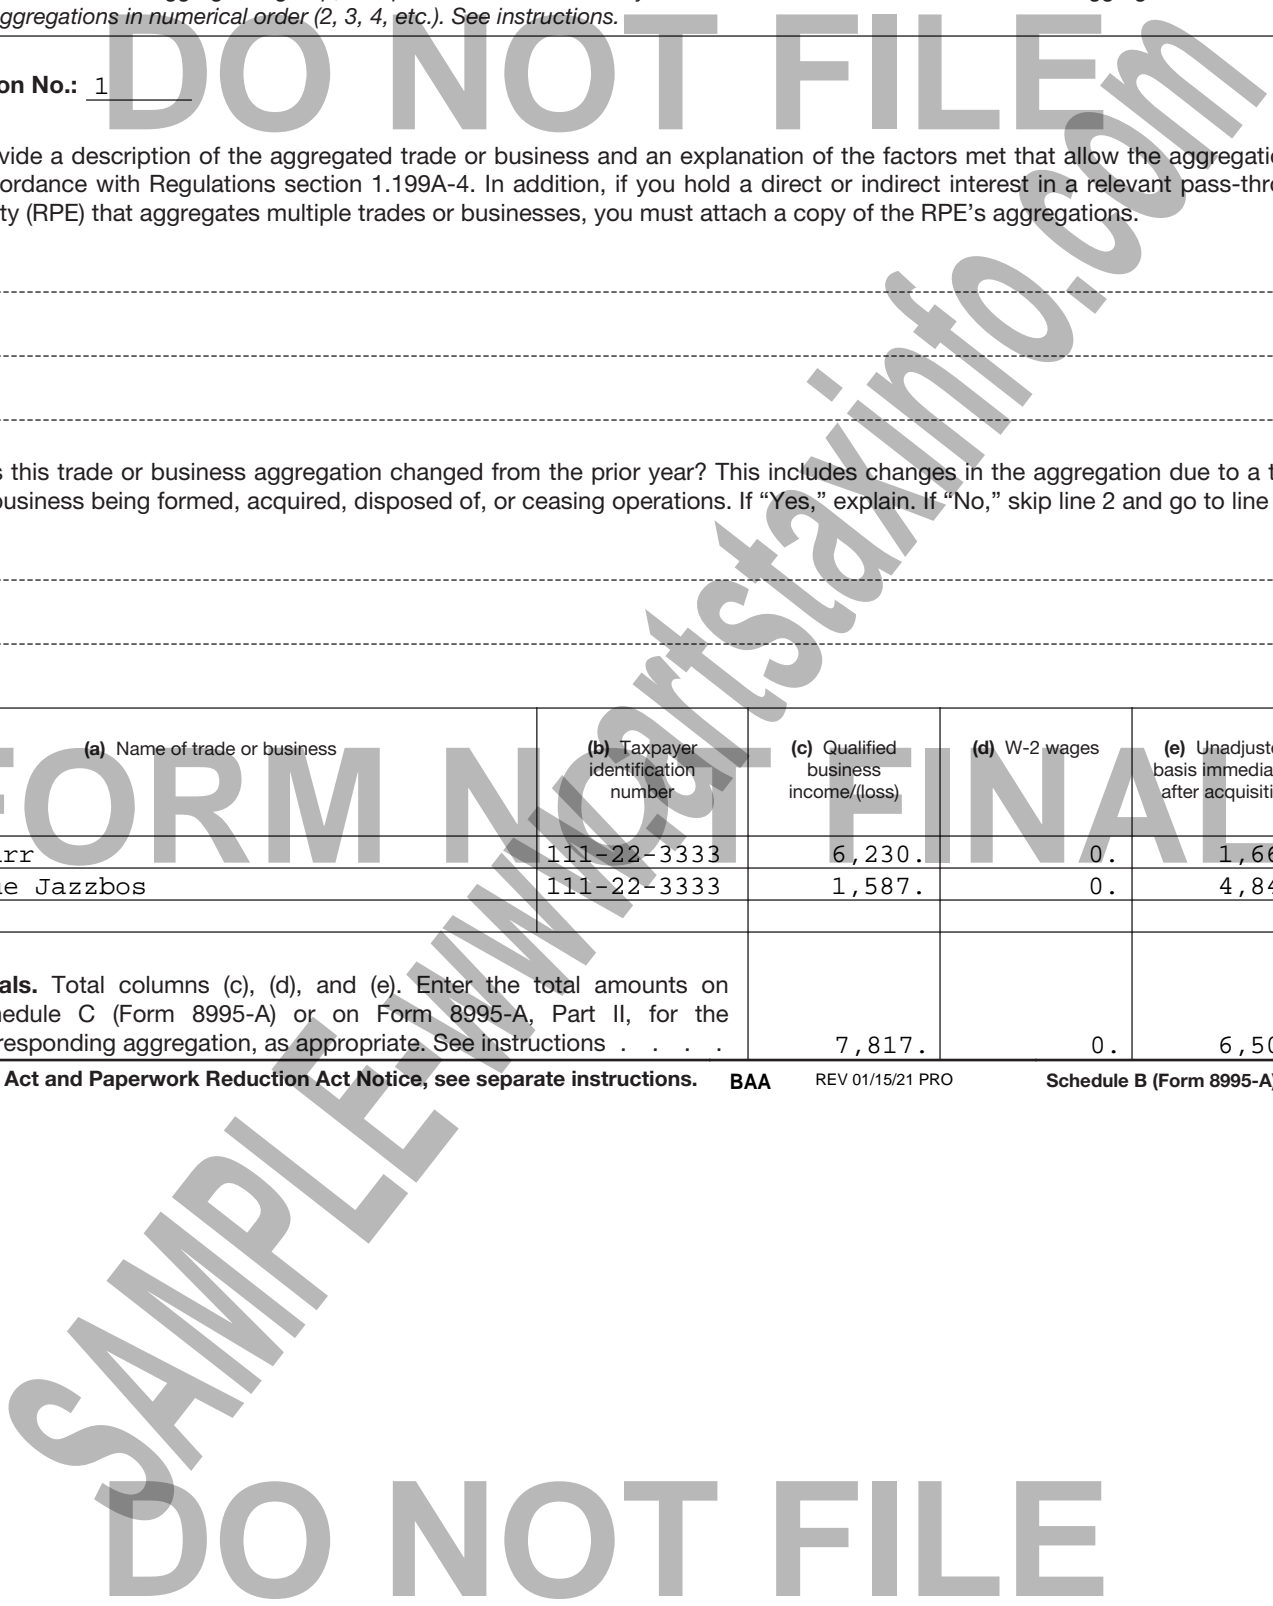 ggregations in numerical order (2, 3, 4, etc.). See instructions.
DO NOT FILE
on No.: 1
vide a description of the aggregated trade or business and an explanation of the factors met that allow the aggregati
cordance with Regulations section 1.199A-4. In addition, if you hold a direct or indirect interest in a relevant pass-thr
ty (RPE) that aggregates multiple trades or businesses, you must attach a copy of the RPE's aggregations.
s this trade or business aggregation changed from the prior year? This includes changes in the aggregation due to a t
business being formed, acquired, disposed of, or ceasing operations. If “Yes,” explain. If “No,” skip line 2 and go to line
SAMPLE-www.artstaxinfo.com
FORM NOT FINAL
(a) Name of trade or business (b) Taxpayer identification number (c) Qualified business income/(loss) (d) W-2 wages (e) Unadjuste basis immedia after acquisiti
rr 111-22-3333 6,230. 0. 1,66
e Jazzbos 111-22-3333 1,587. 0. 4,84
als. Total columns (c), (d), and (e). Enter the total amounts on
edule C (Form 8995-A) or on Form 8995-A, Part II, for the
responding aggregation, as appropriate. See instructions . . . . 7,817. 0. 6,50
Act and Paperwork Reduction Act Notice, see separate instructions. BAA REV 01/15/21 PRO Schedule B (Form 8995-A)
DO NOT FILE